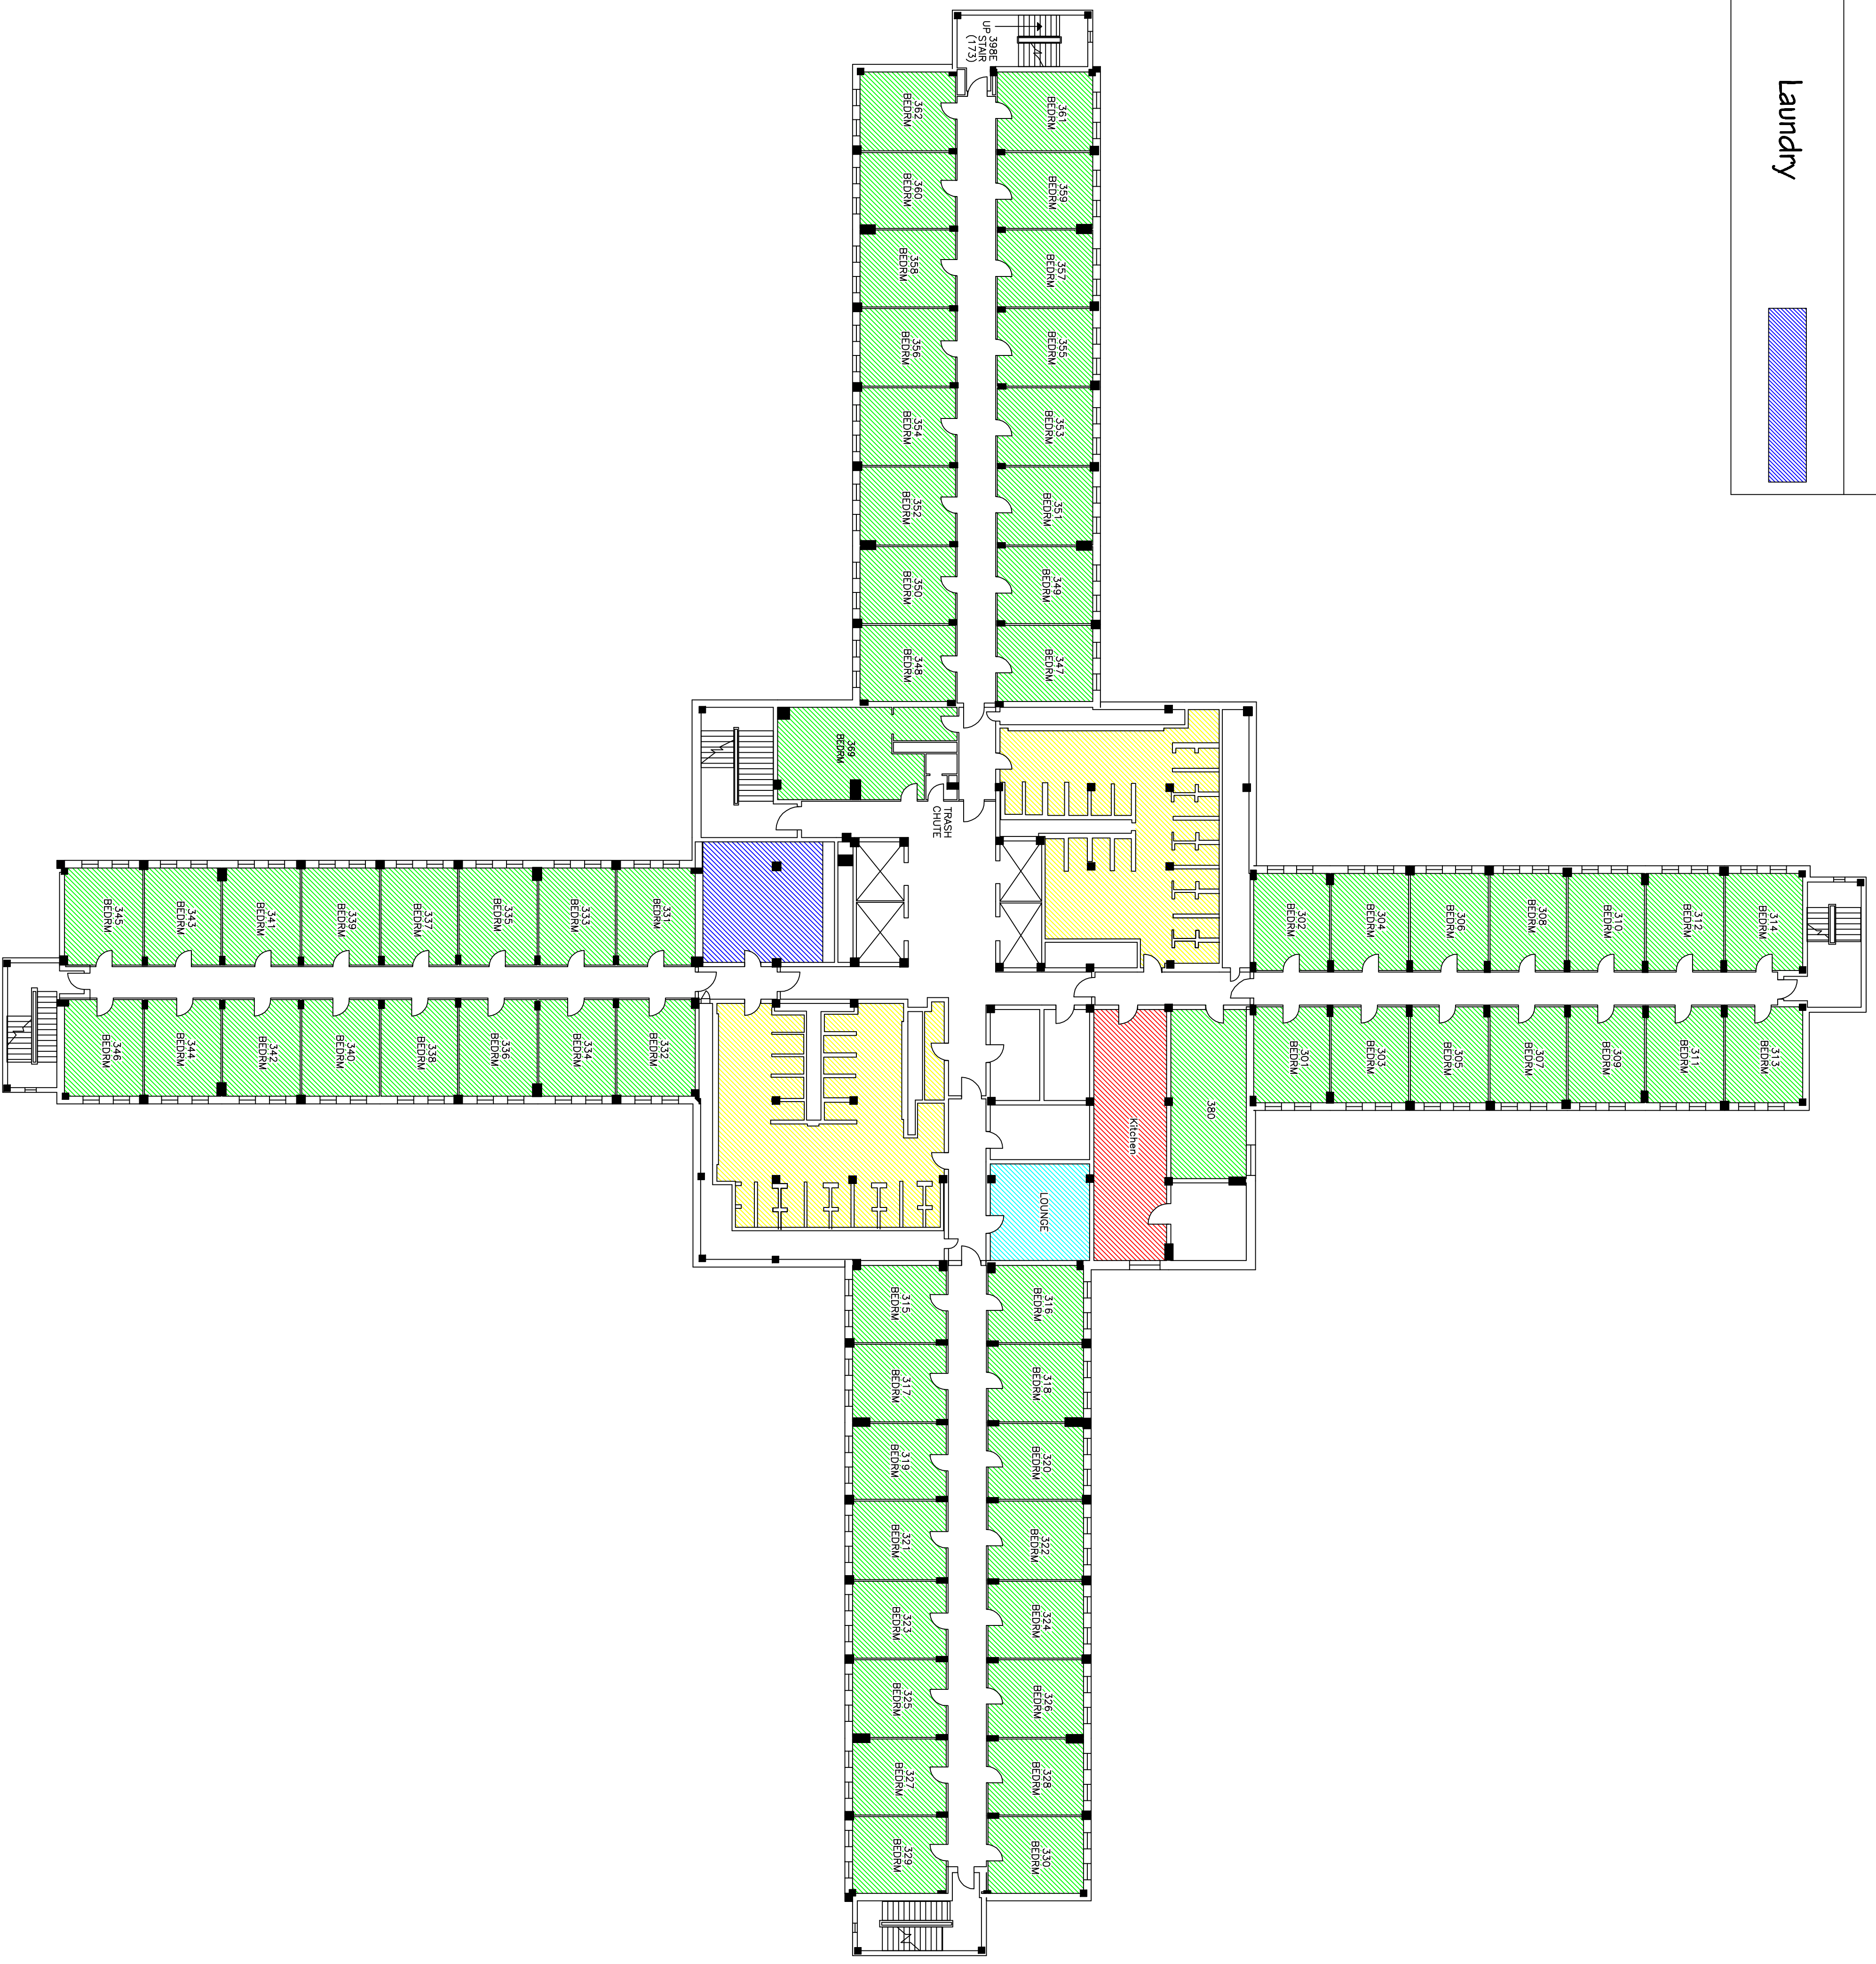 Laundry
398E
UP STAIR
(173)
362
BEDRM
361
BEDRM
360
BEDRM
359
BEDRM
358
BEDRM
357
BEDRM
356
BEDRM
355
BEDRM
354
BEDRM
353
BEDRM
352
BEDRM
351
BEDRM
350
BEDRM
349
BEDRM
348
BEDRM
347
BEDRM
369
BEDRM
TRASH
CHUTE
345
BEDRM
343
BEDRM
341
BEDRM
339
BEDRM
337
BEDRM
335
BEDRM
333
BEDRM
331
BEDRM
302
BEDRM
304
BEDRM
306
BEDRM
308
BEDRM
310
BEDRM
312
BEDRM
314
BEDRM
346
BEDRM
344
BEDRM
342
BEDRM
340
BEDRM
338
BEDRM
336
BEDRM
334
BEDRM
332
BEDRM
301
BEDRM
303
BEDRM
305
BEDRM
307
BEDRM
309
BEDRM
311
BEDRM
313
BEDRM
380
Kitchen
LOUNGE
315
BEDRM
316
BEDRM
317
BEDRM
318
BEDRM
319
BEDRM
320
BEDRM
321
BEDRM
322
BEDRM
323
BEDRM
324
BEDRM
325
BEDRM
326
BEDRM
327
BEDRM
328
BEDRM
329
BEDRM
330
BEDRM